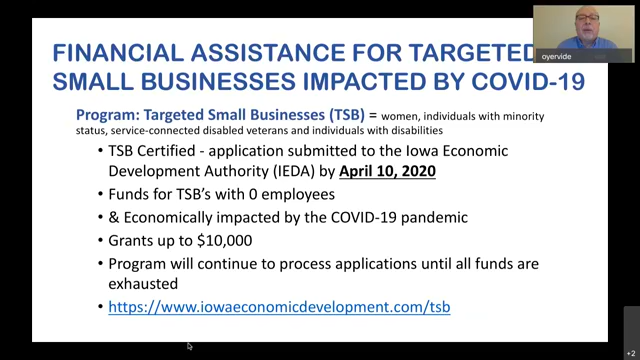 oyervide
FINANCIAL ASSISTANCE FOR TARGETED
SMALL BUSINESSES IMPACTED BY COVID-19
Program: Targeted Small Businesses (TSB) = women, individuals with minority
status, service-connected disabled veterans and individuals with disabilities
• TSB Certified - application submitted to the Iowa Economic
Development Authority (IEDA) by April 10, 2020
• Funds for TSB's with 0 employees
• & Economically impacted by the COVID-19 pandemic
• Grants up to $10,000
• Program will continue to process applications until all funds are
exhausted
• https://www.iowaeconomicdevelopment.com/tsb
+2